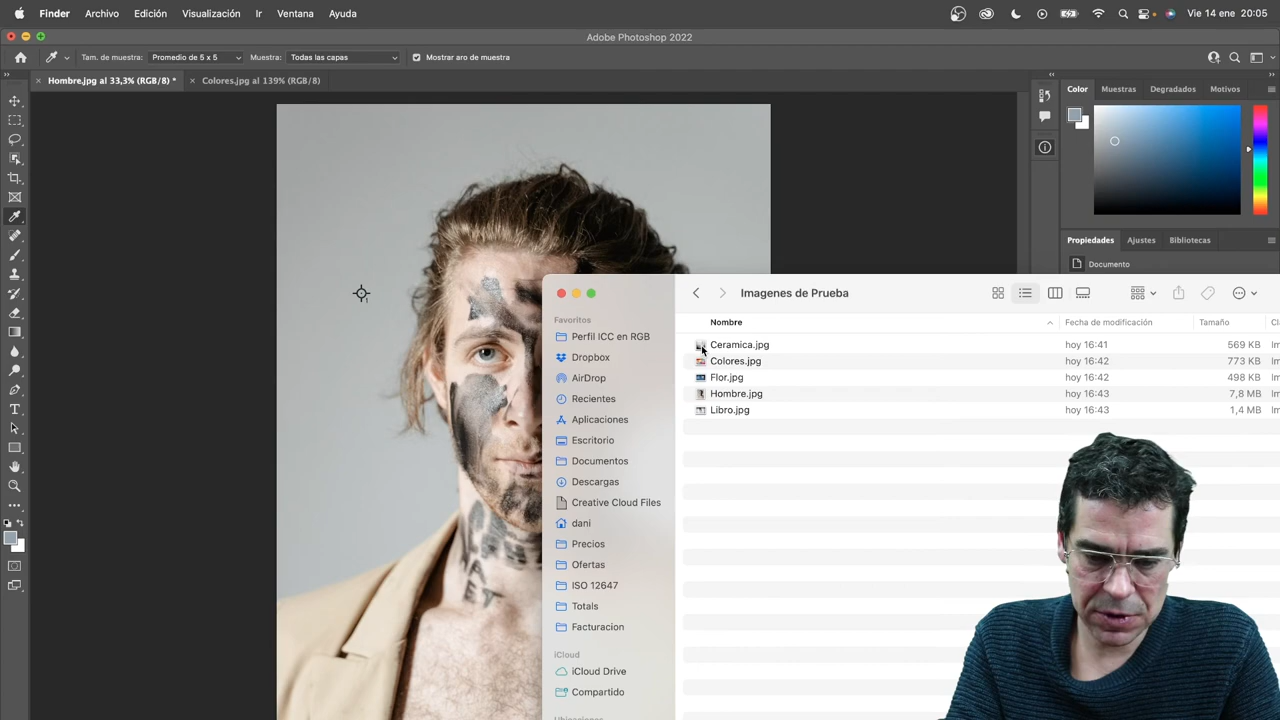 Finder Archivo Edición Visualización Ir Ventana Ayuda Vie 14 ene 20:05
Adobe Photoshop 2022
Tam. de muestra: Promedio de 5 x 5 Muestra: Todas las capas Mostrar aro de muestra
Hombre.jpg al 33,3% (RGB/8) * Colores.jpg al 139% (RGB/8)
Color Muestras Degradados Motivos
Propiedades Ajustes Bibliotecas
Documento
Imagenes de Prueba
Nombre Fecha de modificación Tamaño Cl
Ceramica.jpg hoy 16:41 569 KB Im
Colores.jpg hoy 16:42 773 KB Im
Flor.jpg hoy 16:42 498 KB Im
Hombre.jpg hoy 16:43 7,8 MB Im
Libro.jpg hoy 16:43 1,4 MB Im
Favoritos
Perfil ICC en RGB
Dropbox
AirDrop
Recientes
Aplicaciones
Escritorio
Documentos
Descargas
Creative Cloud Files
dani
Precios
Ofertas
ISO 12647
Totals
Facturacion
iCloud
iCloud Drive
Compartido